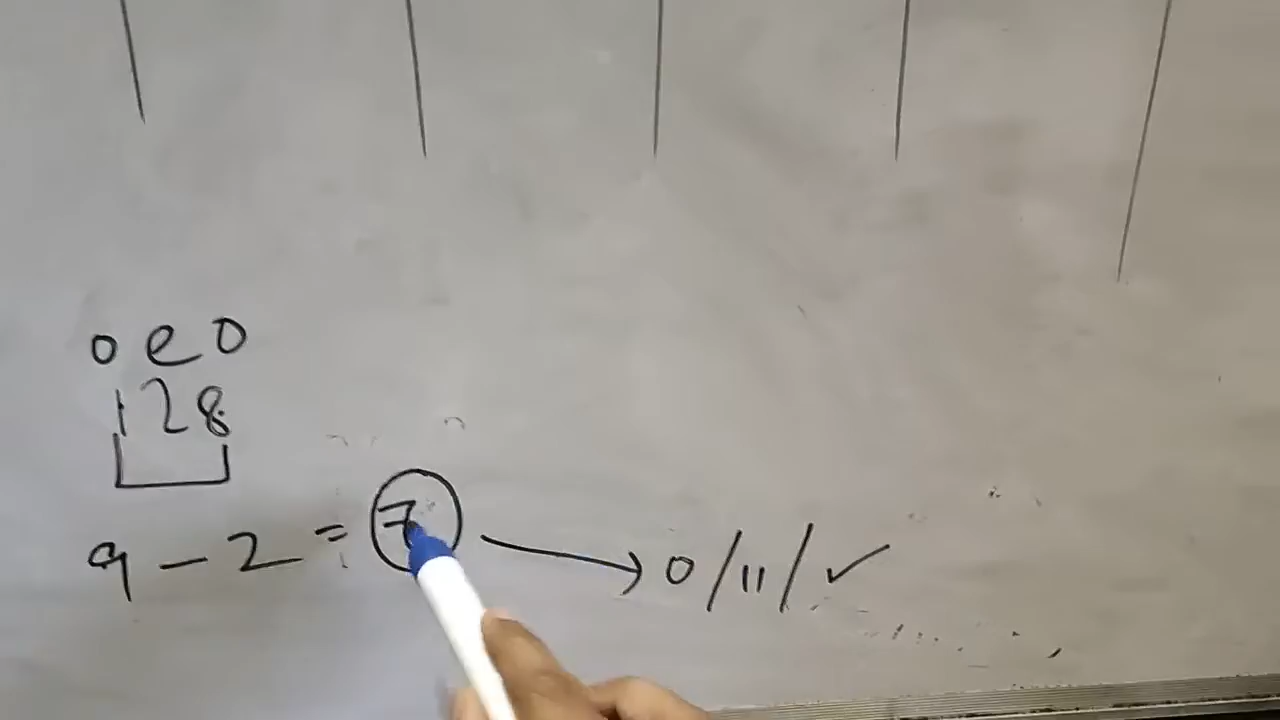 o e o
128
9 - 2 = 7 → 0 / 11 / ✓